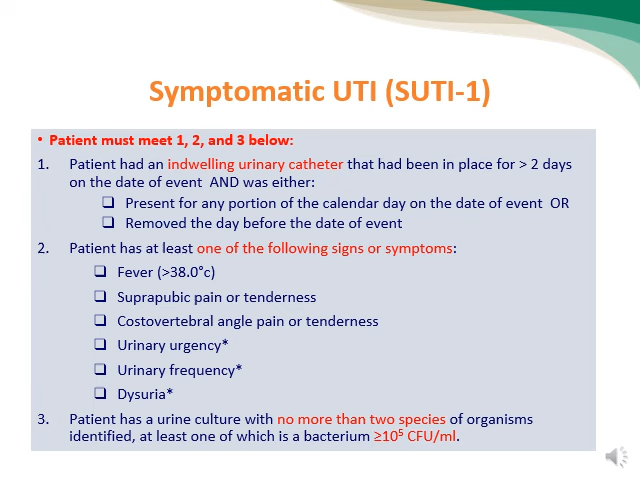 Symptomatic UTI (SUTI-1)
• Patient must meet 1, 2, and 3 below:
1. Patient had an indwelling urinary catheter that had been in place for > 2 days
on the date of event AND was either:
❑ Present for any portion of the calendar day on the date of event OR
❑ Removed the day before the date of event
2. Patient has at least one of the following signs or symptoms:
❑ Fever (>38.0°c)
❑ Suprapubic pain or tenderness
❑ Costovertebral angle pain or tenderness
❑ Urinary urgency*
❑ Urinary frequency*
❑ Dysuria*
3. Patient has a urine culture with no more than two species of organisms
identified, at least one of which is a bacterium ≥10⁵ CFU/ml.